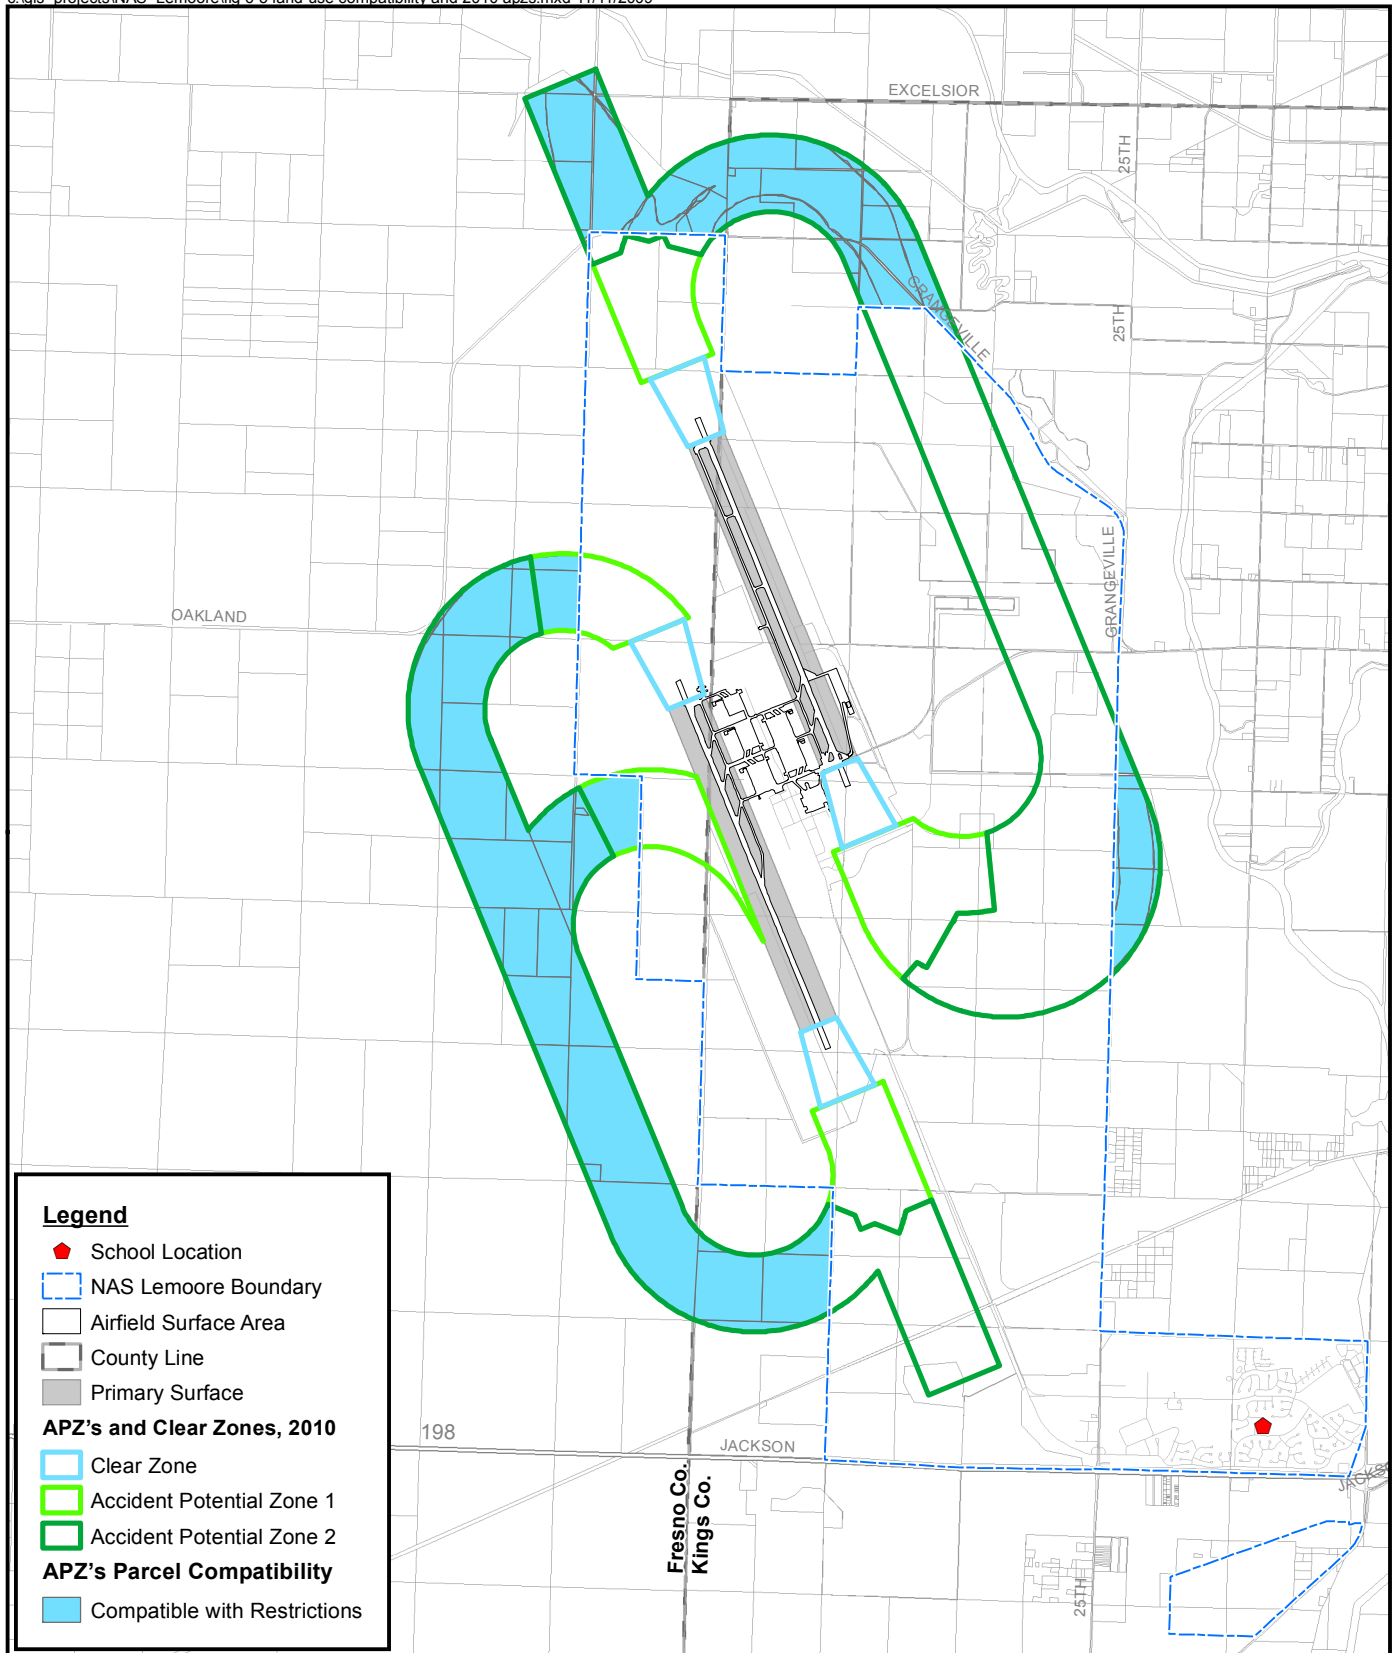 EXCELSIOR
25TH
GRANGEVILLE
25TH
GRANGEVILLE
OAKLAND
Legend
School Location
NAS Lemoore Boundary
Airfield Surface Area
County Line
Primary Surface
APZ's and Clear Zones, 2010
Clear Zone
Accident Potential Zone 1
Accident Potential Zone 2
APZ's Parcel Compatibility
Compatible with Restrictions
198
JACKSON
Fresno Co.
Kings Co.
25TH